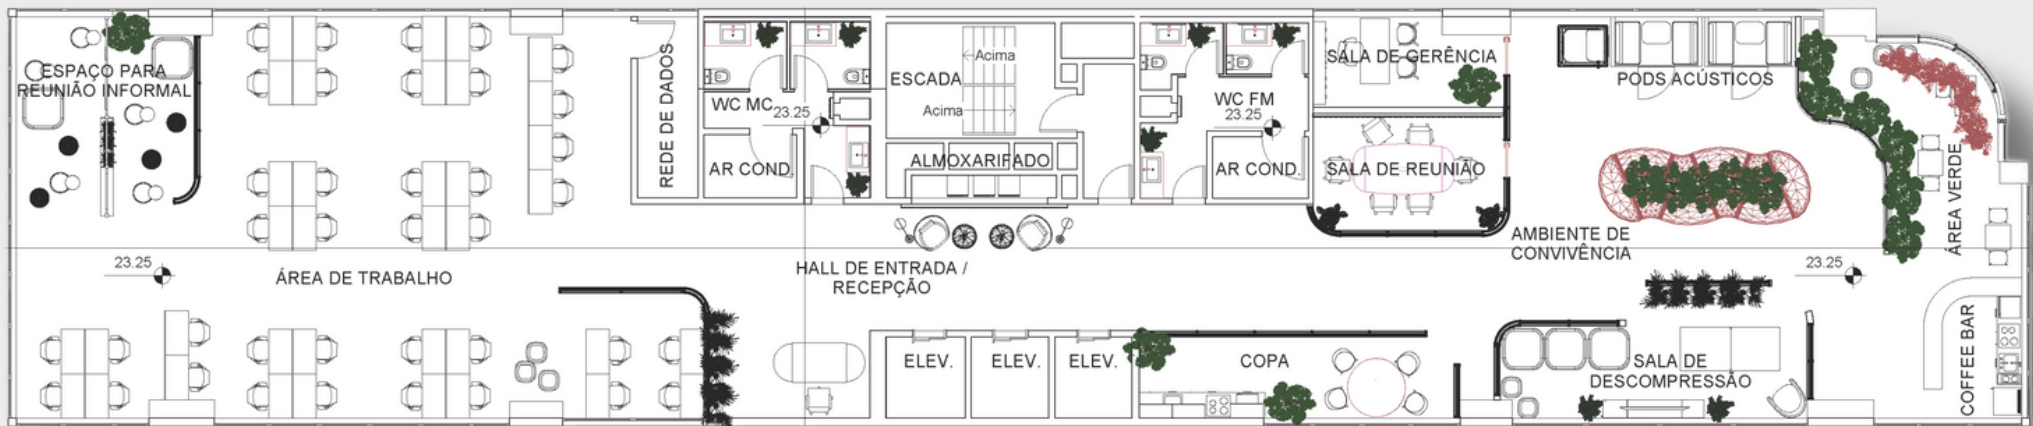 ESPAÇO PARA
REUNIÃO INFORMAL
REDE DE DADOS
WC MC
23.25
AR COND.
ESCADA
Acima
Acima
ALMOXARIFADO
WC FM
23.25
AR COND.
SALA DE GERÊNCIA
SALA DE REUNIÃO
PODS ACÚSTICOS
ÁREA VERDE
AMBIENTE DE
CONVIVÊNCIA
23.25
ÁREA DE TRABALHO
HALL DE ENTRADA /
RECEPÇÃO
23.25
ELEV.
ELEV.
ELEV.
COPA
SALA DE
DESCOMPRESSÃO
COFFEE BAR